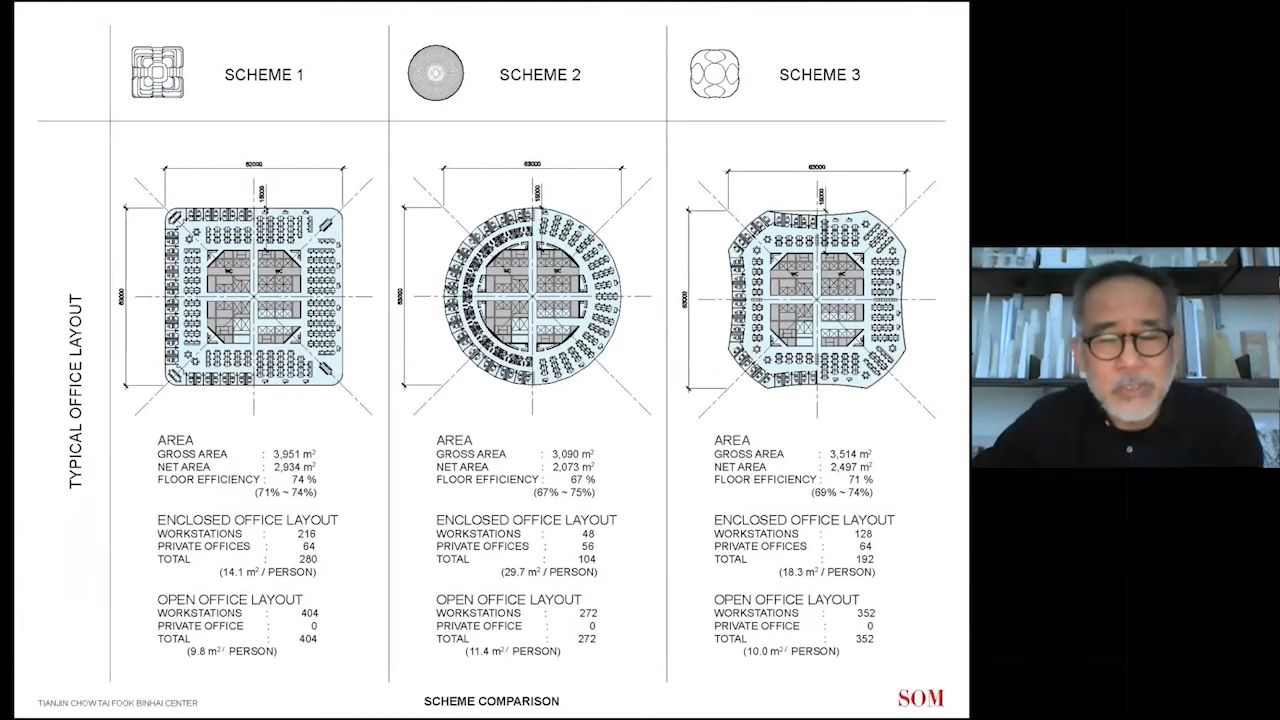 SCHEME 1
SCHEME 2
SCHEME 3
TYPICAL OFFICE LAYOUT
63000
63000
18000
18000
AREA
GROSS AREA : 3,951 m²
NET AREA : 2,934 m²
FLOOR EFFICIENCY : 74 %
(71% ~ 74%)
ENCLOSED OFFICE LAYOUT
WORKSTATIONS : 216
PRIVATE OFFICES : 64
TOTAL : 280
(14.1 m² / PERSON)
OPEN OFFICE LAYOUT
WORKSTATIONS : 404
PRIVATE OFFICE : 0
TOTAL : 404
(9.8 m²/ PERSON)
AREA
GROSS AREA : 3,090 m²
NET AREA : 2,073 m²
FLOOR EFFICIENCY : 67 %
(67% ~ 75%)
ENCLOSED OFFICE LAYOUT
WORKSTATIONS : 48
PRIVATE OFFICES : 56
TOTAL : 104
(29.7 m² / PERSON)
OPEN OFFICE LAYOUT
WORKSTATIONS : 272
PRIVATE OFFICE : 0
TOTAL : 272
(11.4 m²/ PERSON)
AREA
GROSS AREA : 3,514 m²
NET AREA : 2,497 m²
FLOOR EFFICIENCY : 71 %
(69% ~ 74%)
ENCLOSED OFFICE LAYOUT
WORKSTATIONS : 128
PRIVATE OFFICES : 64
TOTAL : 192
(18.3 m² / PERSON)
OPEN OFFICE LAYOUT
WORKSTATIONS : 352
PRIVATE OFFICE : 0
TOTAL : 352
(10.0 m²/ PERSON)
TIANJIN CHOW TAI FOOK BINHAI CENTER
SCHEME COMPARISON
SOM